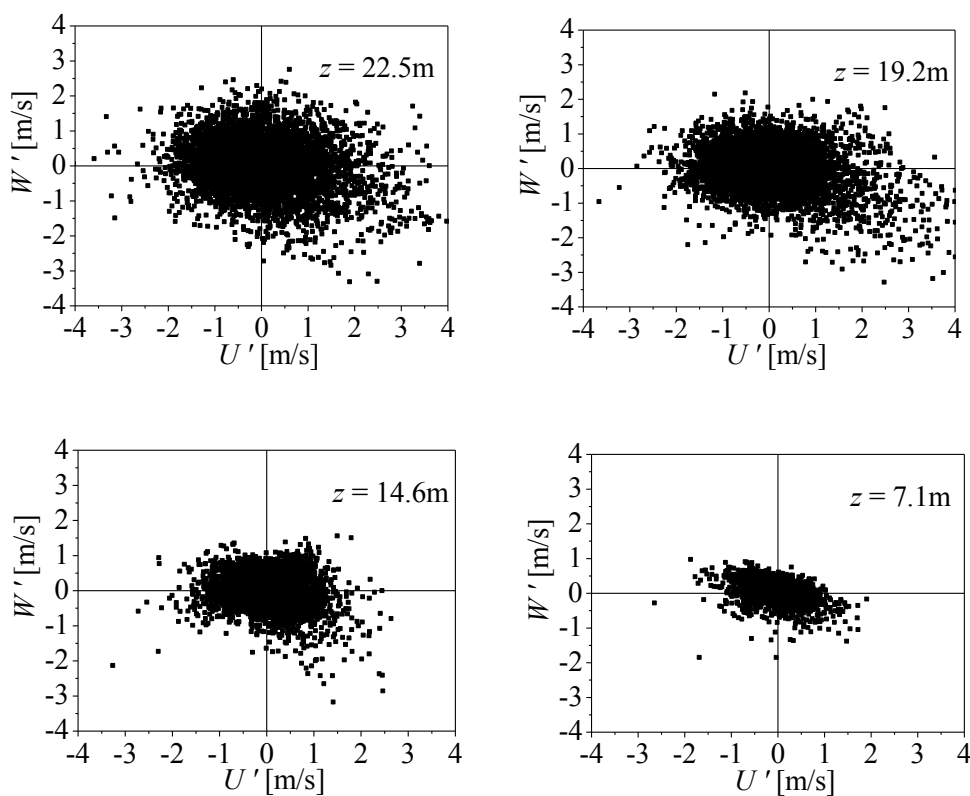 4
3
2
1
0
-1
-2
-3
-4
W ' [m/s]
z = 22.5m
-4 -3 -2 -1 0 1 2 3 4
U ' [m/s]
4
3
2
1
0
-1
-2
-3
-4
W ' [m/s]
z = 19.2m
-4 -3 -2 -1 0 1 2 3 4
U ' [m/s]
4
3
2
1
0
-1
-2
-3
-4
W ' [m/s]
z = 14.6m
-4 -3 -2 -1 0 1 2 3 4
U ' [m/s]
4
3
2
1
0
-1
-2
-3
-4
W ' [m/s]
z = 7.1m
-4 -3 -2 -1 0 1 2 3 4
U ' [m/s]